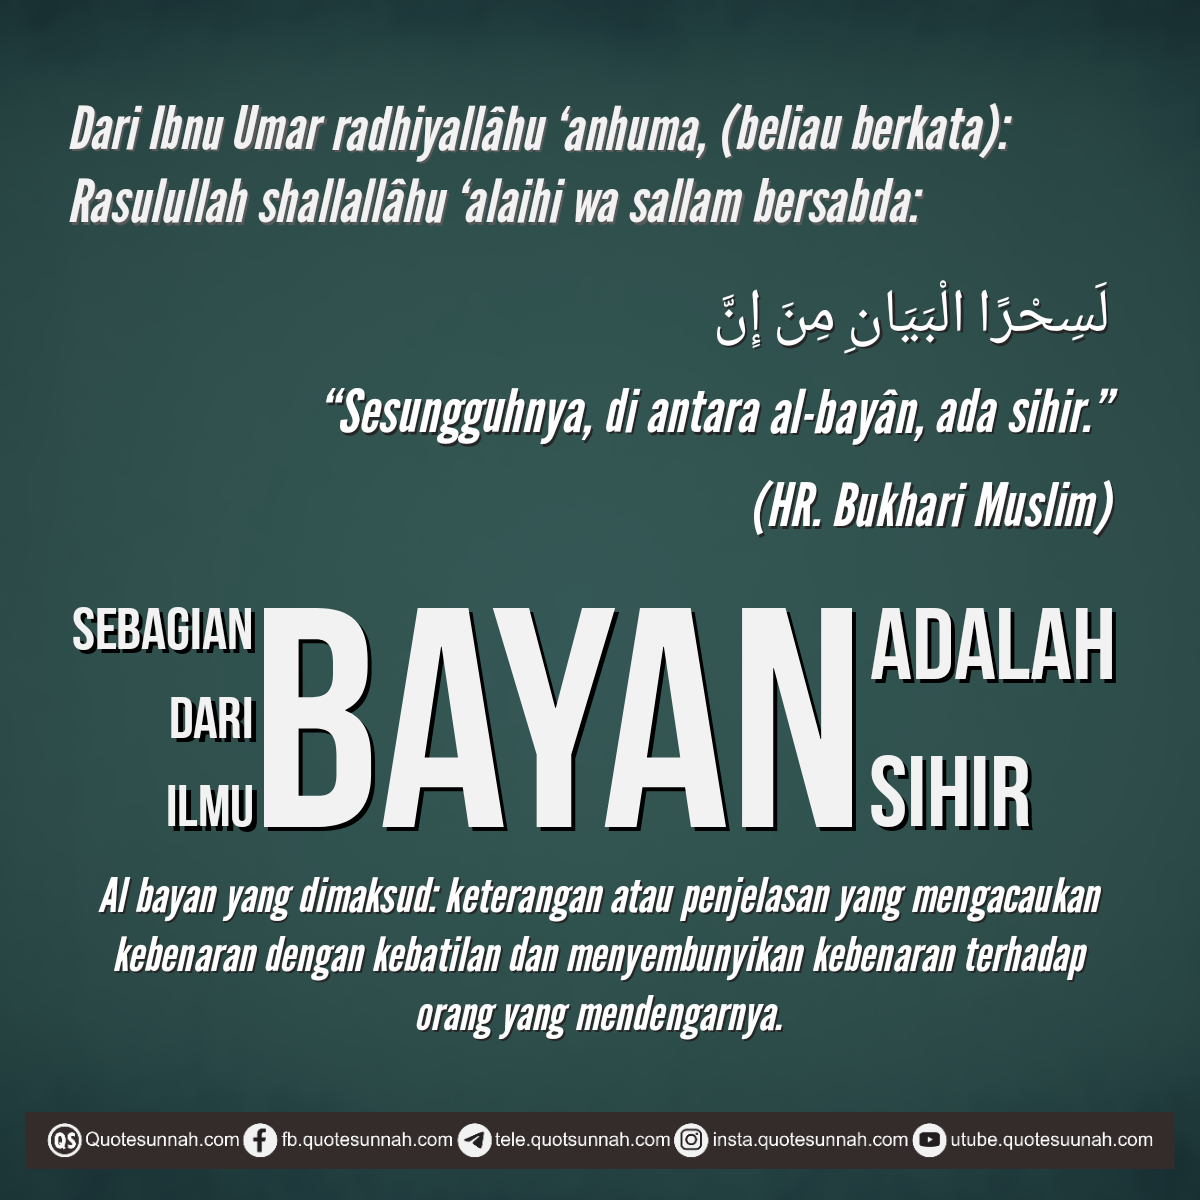 Dari Ibnu Umar radhiyallâhu ‘anhuma, (beliau berkata):
Rasulullah shallallâhu ‘alaihi wa sallam bersabda:
لَسِحْرًا الْبَيَانِ مِنَ إِنَّ
“Sesungguhnya, di antara al-bayân, ada sihir.”
(HR. Bukhari Muslim)
SEBAGIAN
DARI
ILMU
BAYAN
ADALAH
SIHIR
Al bayan yang dimaksud: keterangan atau penjelasan yang mengacaukan
kebenaran dengan kebatilan dan menyembunyikan kebenaran terhadap
orang yang mendengarnya.
QS Quotesunnah.com fb.quotesunnah.com tele.quotsunnah.com insta.quotesunnah.com utube.quotesuunah.com